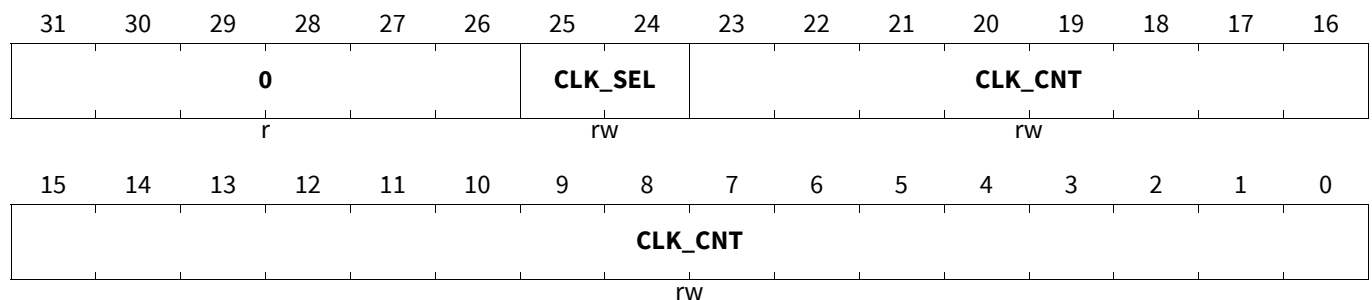 31 30 29 28 27 26 25 24 23 22 21 20 19 18 17 16
0 CLK_SEL CLK_CNT
r rw rw
15 14 13 12 11 10 9 8 7 6 5 4 3 2 1 0
CLK_CNT
rw